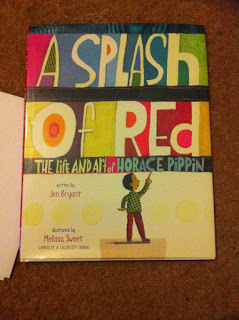 A SPLASH
OF REd
THE LIFE AND ART OF HORACE PIPPIN
written by
Jen Bryant
illustrated by
Melissa Sweet
WINNER OF A CALDECOTT HONOR